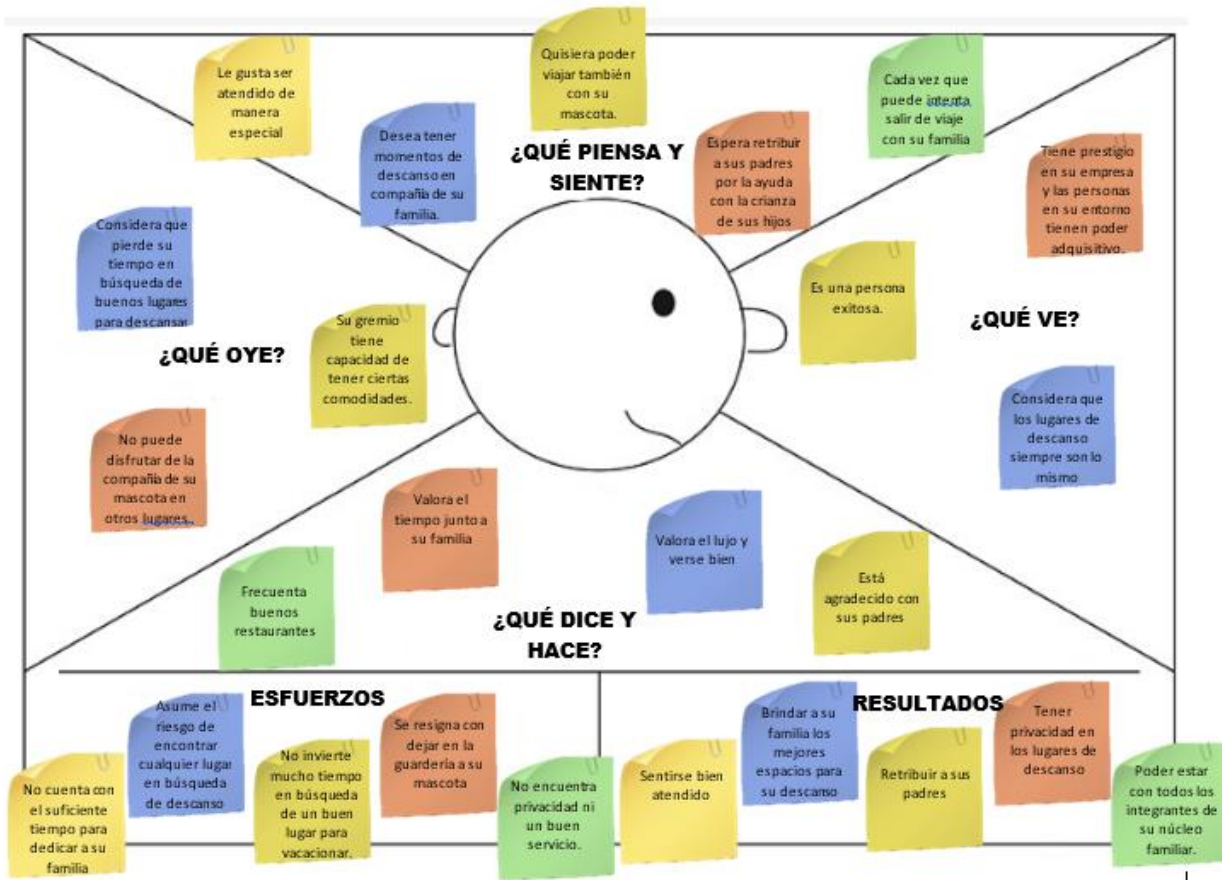 Le gusta ser
atendido de
manera
especial
Desea tener
momentos de
descanso en
compañía de su
familia.
Quisiera poder
viajar también
con su
mascota.
¿QUÉ PIENSA Y
SIENTE?
Espera retribuir
a sus padres
por la ayuda
con la crianza
de sus hijos
Cada vez que
puede intenta
salir de viaje
con su familia
Tiene prestigio
en su empresa
y las personas
en su entorno
tienen poder
adquisitivo.
Considera que
pierde su
tiempo en
búsqueda de
buenos lugares
para descansar
¿QUÉ OYE?
Su gremio
tiene
capacidad de
tener ciertas
comodidades.
No puede
disfrutar de la
compañía de su
mascota en
otros lugares.
Es una persona
exitosa.
¿QUÉ VE?
Considera que
los lugares de
descanso
siempre son lo
mismo
Valora el
tiempo junto a
su familia
Valora el lujo y
verse bien
Frecuenta
buenos
restaurantes
¿QUÉ DICE Y
HACE?
Está
agradecido con
sus padres
ESFUERZOS
No cuenta con
el suficiente
tiempo para
dedicar a su
familia
Asume el
riesgo de
encontrar
cualquier lugar
en búsqueda
de descanso
No invierte
mucho tiempo
en búsqueda
de un buen
lugar para
vacacionar.
Se resigna con
dejar en la
guardería a su
mascota
No encuentra
privacidad ni
un buen
servicio.
RESULTADOS
Sentirse bien
atendido
Brindar a su
familia los
mejores
espacios para
su descanso
Retribuir a sus
padres
Tener
privacidad en
los lugares de
descanso
Poder estar
con todos los
integrantes de
su núcleo
familiar.